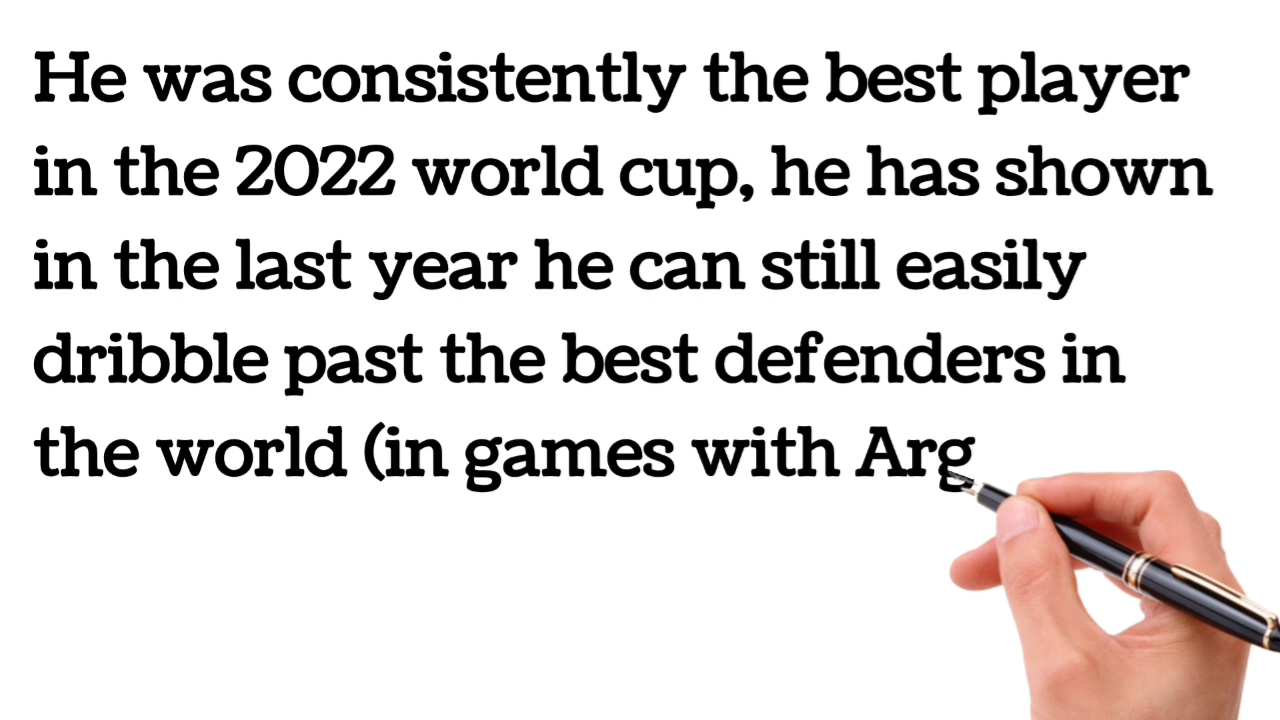 He was consistently the best player
in the 2022 world cup, he has shown
in the last year he can still easily
dribble past the best defenders in
the world (in games with Arg